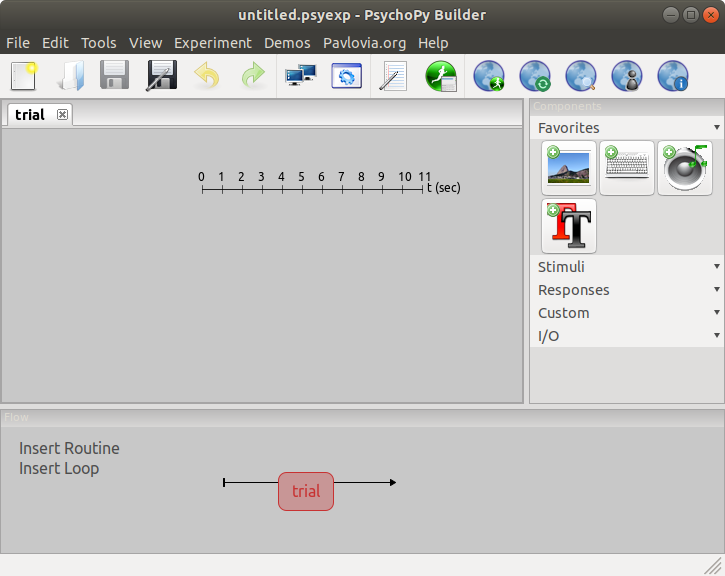 untitled.psyexp - PsychoPy Builder
File Edit Tools View Experiment Demos Pavlovia.org Help
trial
0 1 2 3 4 5 6 7 8 9 10 11
t (sec)
Components
Favorites
Stimuli
Responses
Custom
I/O
Flow
Insert Routine
Insert Loop
trial